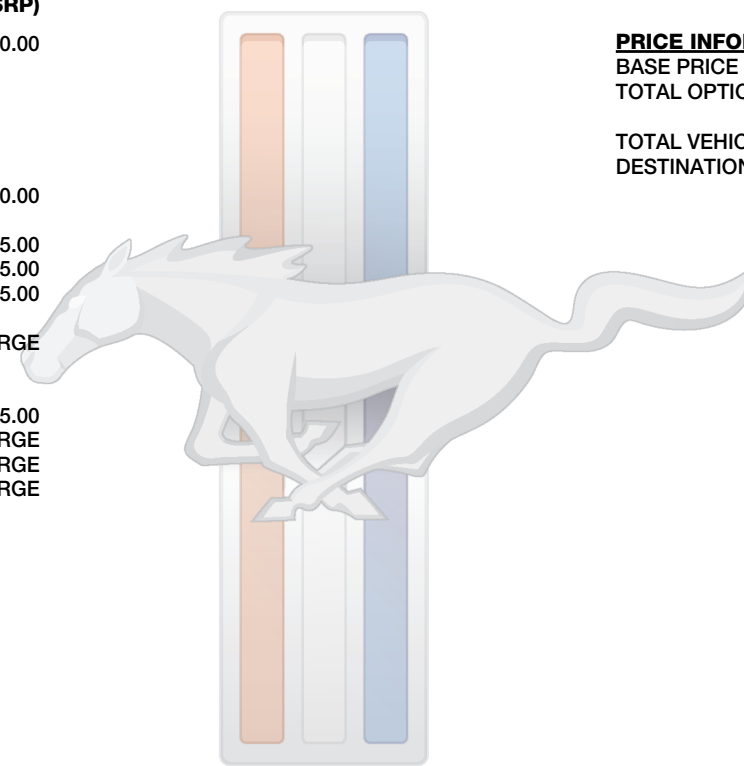 SRP)
0.00
0.00
5.00
5.00
5.00
RGE
5.00
RGE
RGE
RGE
PRICE INFO
BASE PRICE
TOTAL OPTIO
TOTAL VEHIC
DESTINATION